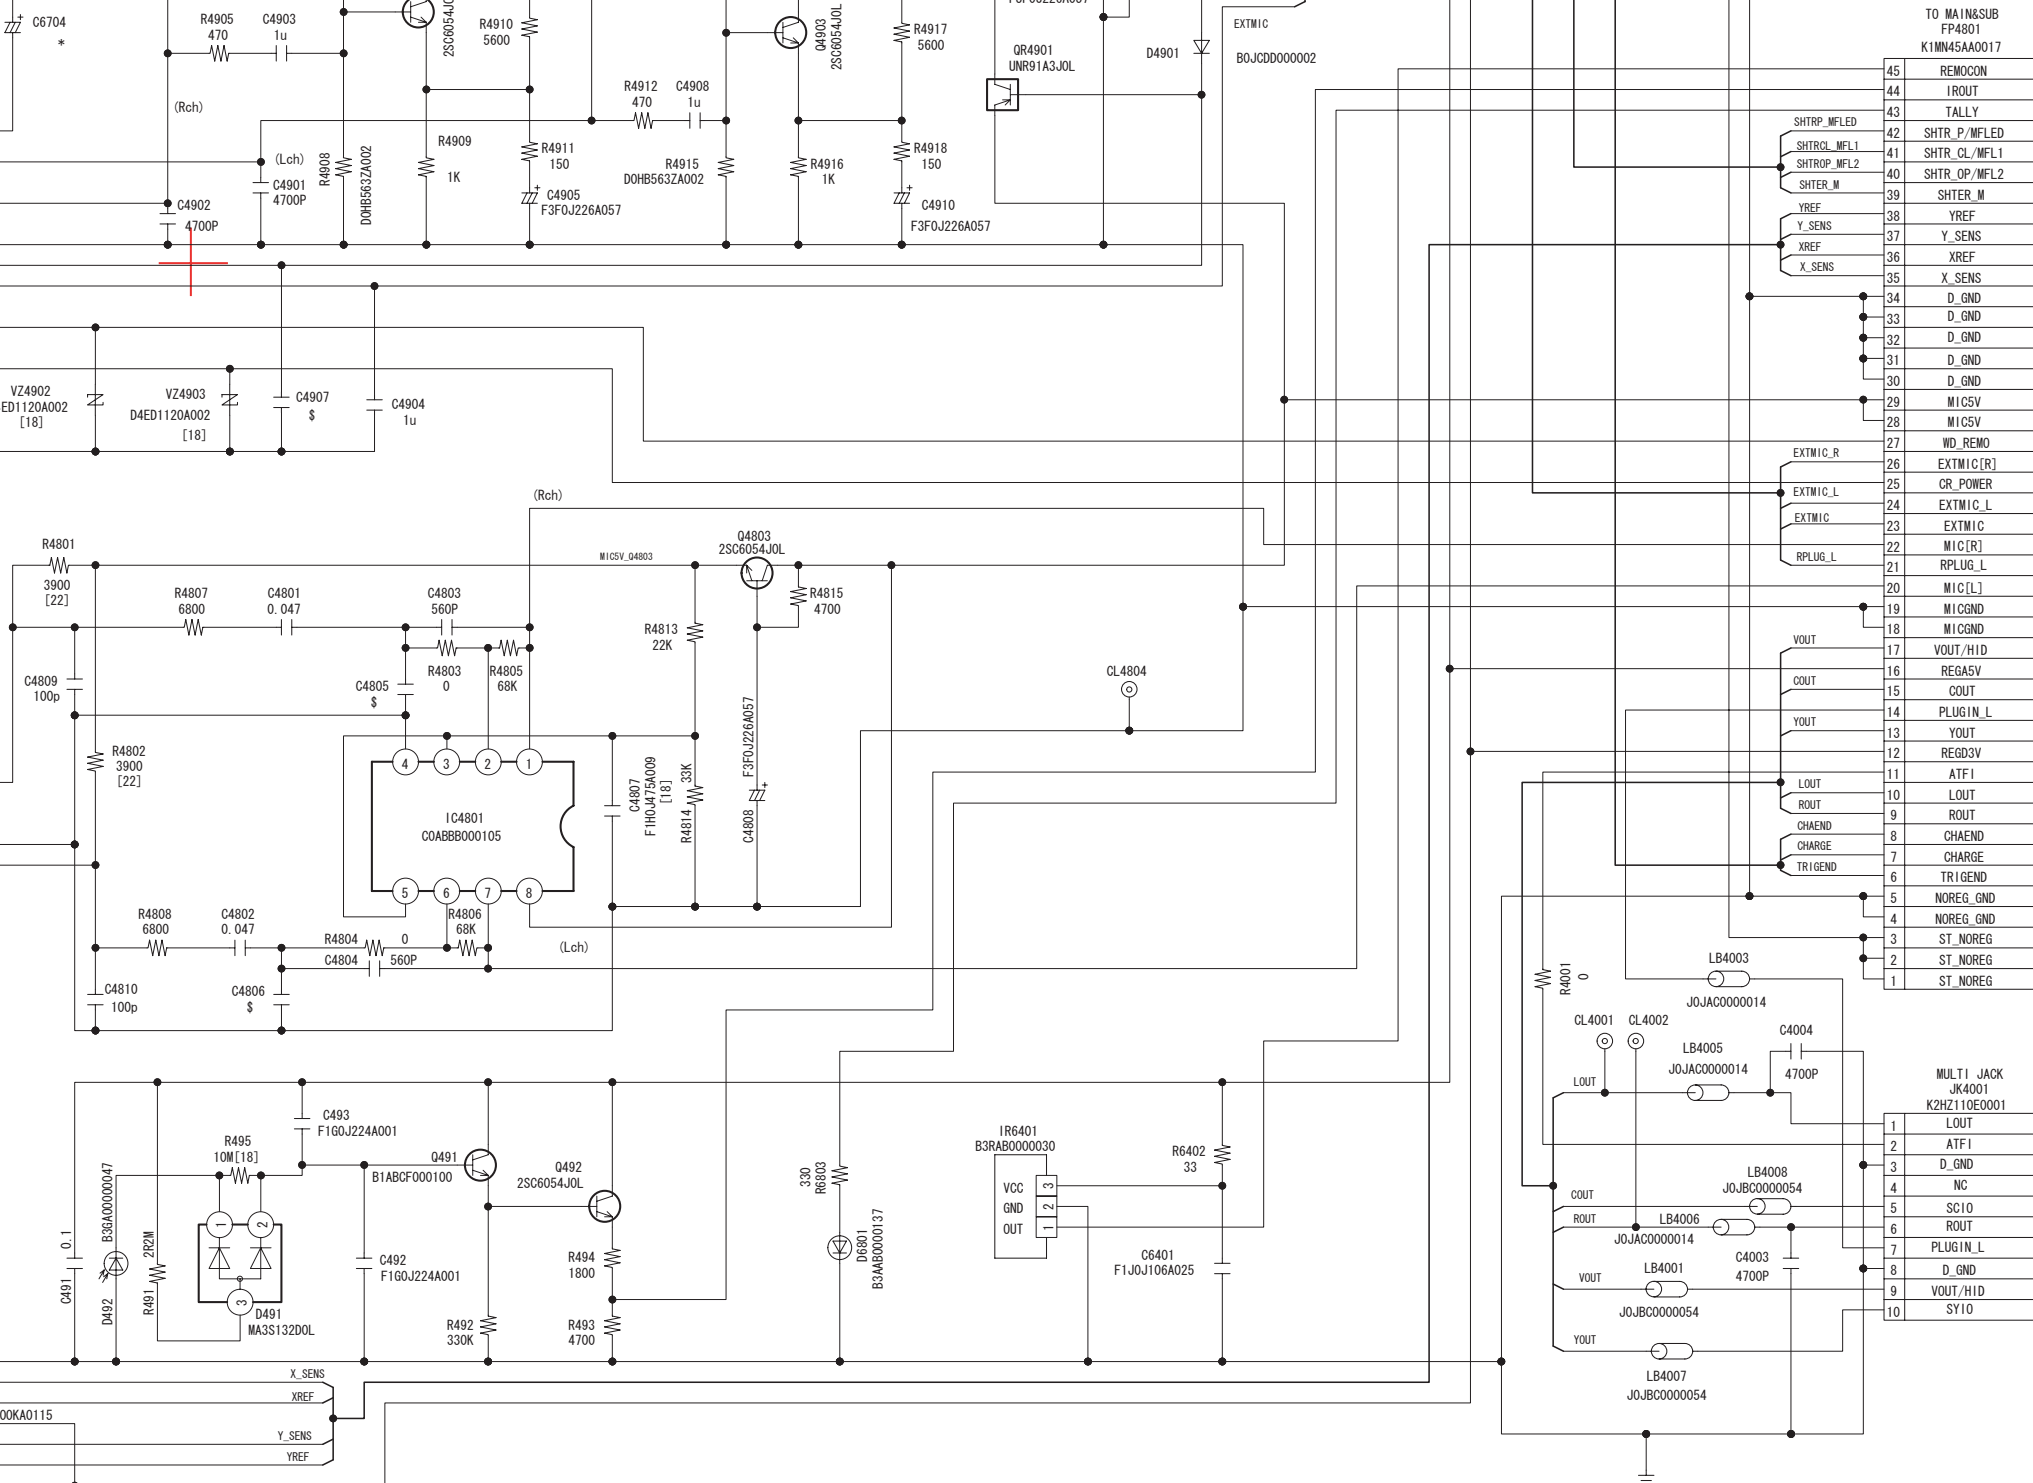 C6704
*
R4905
470
C4903
1u
2SC6054J0L
R4910
5600
Q4903
2SC6054J0L
R4917
5600
QR4901
UNR91A3J0L
EXTMIC
D4901
B0JCDD000002
TO MAIN&SUB
FP4801
K1MN45AA0017
(Rch)
R4912
470
C4908
1u
(Lch)
R4908
D0HB563ZA002
R4909
1K
R4911
150
R4915
D0HB563ZA002
R4916
1K
R4918
150
C4901
4700P
C4902
4700P
C4905
F3F0J226A057
C4910
F3F0J226A057
45 REMOCON
44 IROUT
43 TALLY
SHTRP_MFLED
42 SHTR_P/MFLED
SHTRCL_MFL1
41 SHTR_CL/MFL1
SHTROP_MFL2
40 SHTR_OP/MFL2
SHTER_M
39 SHTER_M
YREF
38 YREF
Y_SENS
37 Y_SENS
XREF
36 XREF
X_SENS
35 X_SENS
34 D_GND
33 D_GND
32 D_GND
31 D_GND
30 D_GND
29 MIC5V
28 MIC5V
27 WD_REMO
EXTMIC_R
26 EXTMIC[R]
25 CR_POWER
EXTMIC_L
24 EXTMIC_L
EXTMIC
23 EXTMIC
22 MIC[R]
RPLUG_L
21 RPLUG_L
20 MIC[L]
19 MICGND
18 MICGND
VOUT
17 VOUT/HID
16 REGA5V
COUT
15 COUT
14 PLUGIN_L
YOUT
13 YOUT
12 REGD3V
11 ATFI
LOUT
10 LOUT
ROUT
9 ROUT
CHAEND
8 CHAEND
CHARGE
7 CHARGE
TRIGEND
6 TRIGEND
5 NOREG_GND
4 NOREG_GND
3 ST_NOREG
2 ST_NOREG
1 ST_NOREG
VZ4902
ED1120A002
[18]
VZ4903
D4ED1120A002
[18]
C4907
$
C4904
1u
(Rch)
R4801
3900
[22]
R4807
6800
C4801
0.047
C4803
560P
MIC5V_Q4803
Q4803
2SC6054J0L
R4815
4700
R4813
22K
C4809
100p
C4805
$
R4803
0
R4805
68K
CL4804
R4802
3900
[22]
4 3 2 1
IC4801
C0ABBB000105
5 6 7 8
C4807
F1H0J475A009
[18]
R4814
33K
C4808
F3F0J226A057
R4808
6800
C4802
0.047
R4804
0
R4806
68K
C4804
560P
(Lch)
C4810
100p
C4806
$
R4001
0
LB4003
J0JAC0000014
CL4001
CL4002
C4004
4700P
LB4005
J0JAC0000014
LOUT
MULTI JACK
JK4001
K2HZ110E0001
1 LOUT
2 ATFI
3 D_GND
4 NC
5 SCIO
6 ROUT
7 PLUGIN_L
8 D_GND
9 VOUT/HID
10 SYIO
C493
F1G0J224A001
R495
10M[18]
Q491
B1ABCF000100
Q492
2SC6054J0L
330
R6803
IR6401
B3RAB0000030
VCC 3
GND 2
OUT 1
R6402
33
C6401
F1J0J106A025
COUT
LB4008
J0JBC0000054
ROUT
LB4006
J0JAC0000014
C4003
4700P
VOUT
LB4001
J0JBC0000054
YOUT
LB4007
J0JBC0000054
C491
0.1
D492
B3GA00000047
R491
2R2M
1 2
3
D491
MA3S132D0L
C492
F1G0J224A001
R494
1800
D6801
B3AAB0000137
R492
330K
R493
4700
X_SENS
XREF
00KA0115
Y_SENS
YREF